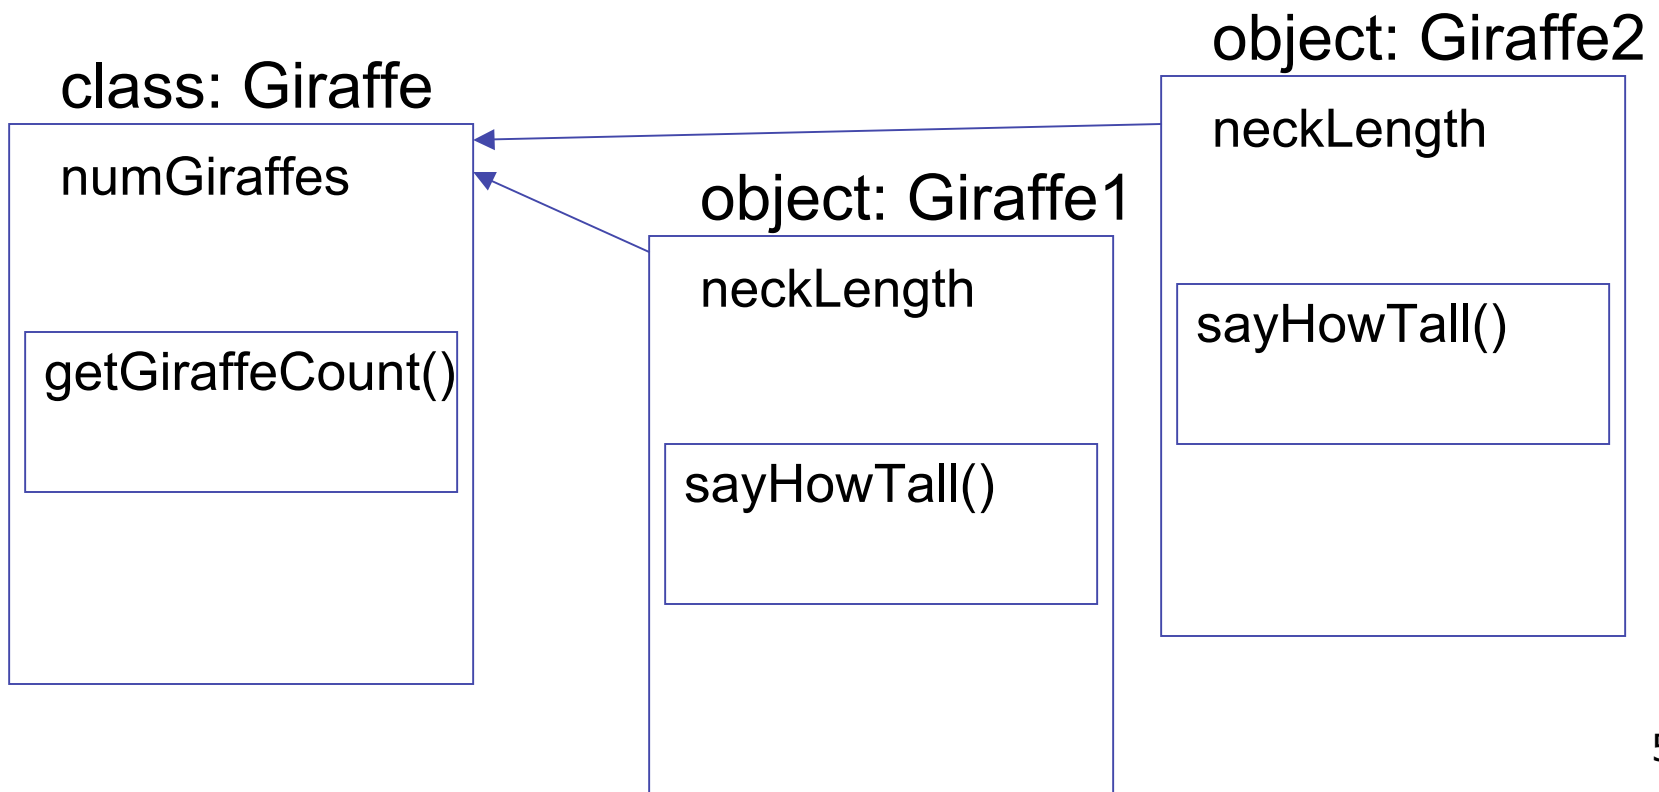 class: Giraffe
numGiraffes
getGiraffeCount()
object: Giraffe1
neckLength
sayHowTall()
object: Giraffe2
neckLength
sayHowTall()